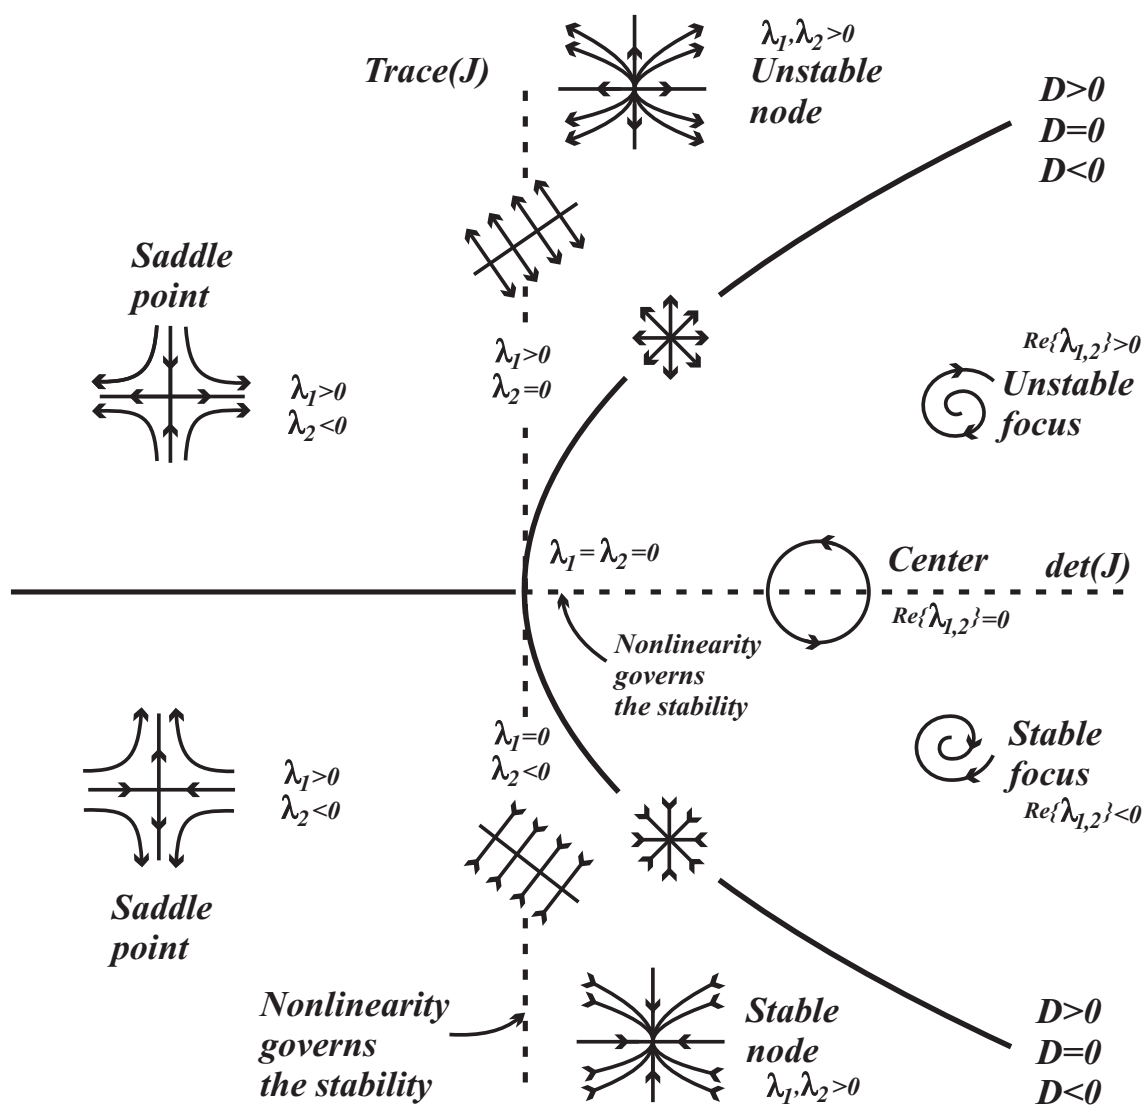 λ1,λ2>0
Trace(J)
Unstable
node
D>0
D=0
D<0
Saddle
point
λ1>0
λ2<0
λ1>0
λ2=0
Re{λ1,2}>0
Unstable
focus
λ1=λ2=0
Center
det(J)
Re{λ1,2}=0
Nonlinearity
governs
the stability
λ1=0
λ2<0
Stable
focus
Re{λ1,2}<0
λ1>0
λ2<0
Saddle
point
Nonlinearity
governs
the stability
Stable
node
λ1,λ2>0
D>0
D=0
D<0